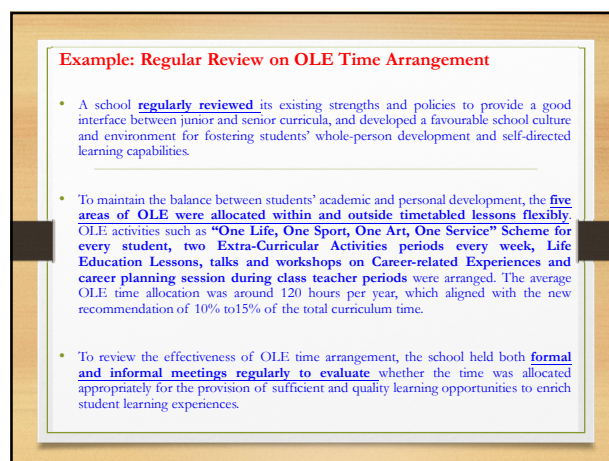 Example: Regular Review on OLE Time Arrangement
• A school regularly reviewed its existing strengths and policies to provide a good
interface between junior and senior curricula, and developed a favourable school culture
and environment for fostering students' whole-person development and self-directed
learning capabilities.
• To maintain the balance between students' academic and personal development, the five
areas of OLE were allocated within and outside timetabled lessons flexibly.
OLE activities such as "One Life, One Sport, One Art, One Service" Scheme for
every student, two Extra-Curricular Activities periods every week, Life
Education Lessons, talks and workshops on Career-related Experiences and
career planning session during class teacher periods were arranged. The average
OLE time allocation was around 120 hours per year, which aligned with the new
recommendation of 10% to15% of the total curriculum time.
• To review the effectiveness of OLE time arrangement, the school held both formal
and informal meetings regularly to evaluate whether the time was allocated
appropriately for the provision of sufficient and quality learning opportunities to enrich
student learning experiences.